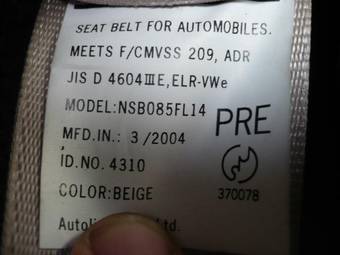 SEAT BELT FOR AUTOMOBILES.
MEETS F/CMVSS 209, ADR
JIS D 4604ⅢE,ELR-VWe
MODEL:NSB085FL14
MFD.IN.: 3/2004
ID.NO. 4310
COLOR:BEIGE
PRE
370078
Ltd.